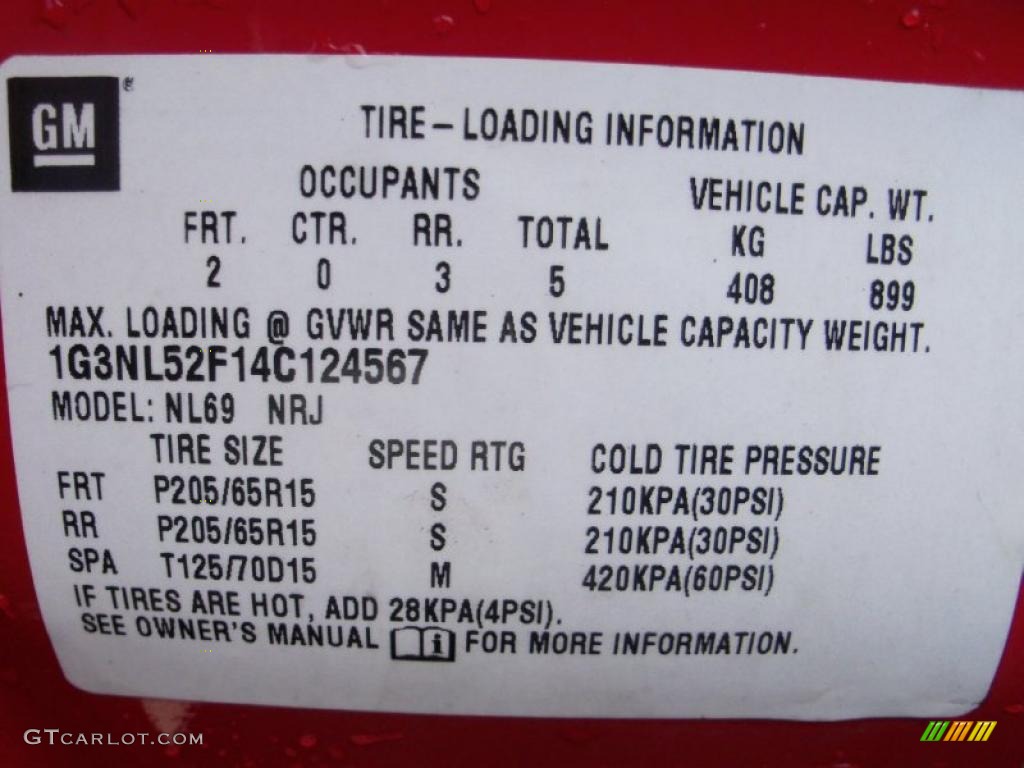 GM ®
TIRE – LOADING INFORMATION
OCCUPANTS VEHICLE CAP. WT.
FRT. CTR. RR. TOTAL KG LBS
2 0 3 5 408 899
MAX. LOADING @ GVWR SAME AS VEHICLE CAPACITY WEIGHT.
1G3NL52F14C124567
MODEL: NL69 NRJ
TIRE SIZE SPEED RTG COLD TIRE PRESSURE
FRT P205/65R15 S 210KPA(30PSI)
RR P205/65R15 S 210KPA(30PSI)
SPA T125/70D15 M 420KPA(60PSI)
IF TIRES ARE HOT, ADD 28KPA(4PSI).
SEE OWNER'S MANUAL i FOR MORE INFORMATION.
GTCARLOT.COM